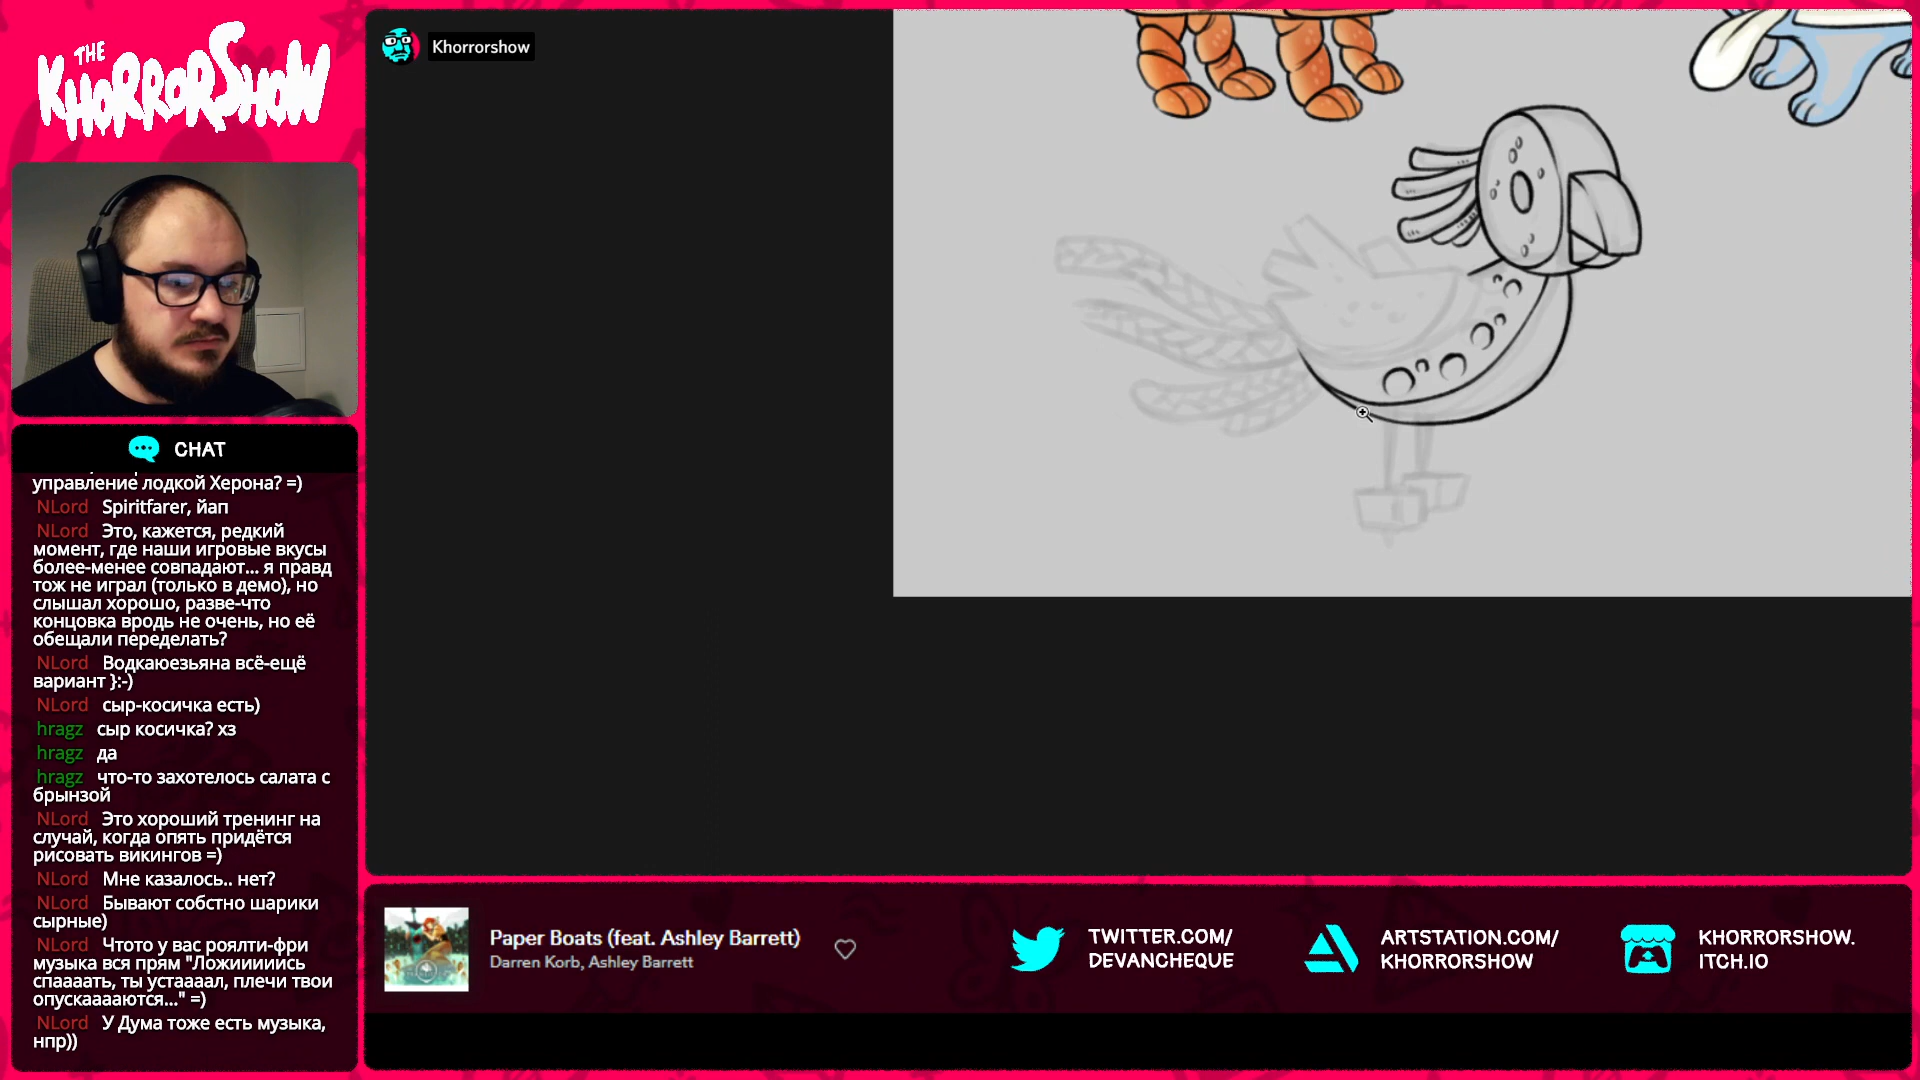 THE
KHORRORSHOW
Khorrorshow
CHAT
управление лодкой Херона? =)
NLord Spiritfarer, йап
NLord Это, кажется, редкий
момент, где наши игровые вкусы
более-менее совпадают... я правд
тож не играл (только в демо), но
слышал хорошо, разве-что
концовка вродь не очень, но её
обещали переделать?
NLord Водкаюезьяна всё-ещё
вариант }:-)
NLord сыр-косичка есть)
hragz сыр косичка? хз
hragz да
hragz что-то захотелось салата с
брынзой
NLord Это хороший тренинг на
случай, когда опять придётся
рисовать викингов =)
NLord Мне казалось.. нет?
NLord Бывают собстно шарики
сырные)
NLord Чтото у вас роялти-фри
музыка вся прям "Ложииииись
спаааать, ты устаааал, плечи твои
опускааааются..." =)
NLord У Дума тоже есть музыка,
нпр))
Paper Boats (feat. Ashley Barrett)
Darren Korb, Ashley Barrett
TWITTER.COM/
DEVANCHEQUE
ARTSTATION.COM/
KHORRORSHOW
KHORRORSHOW.
ITCH.IO